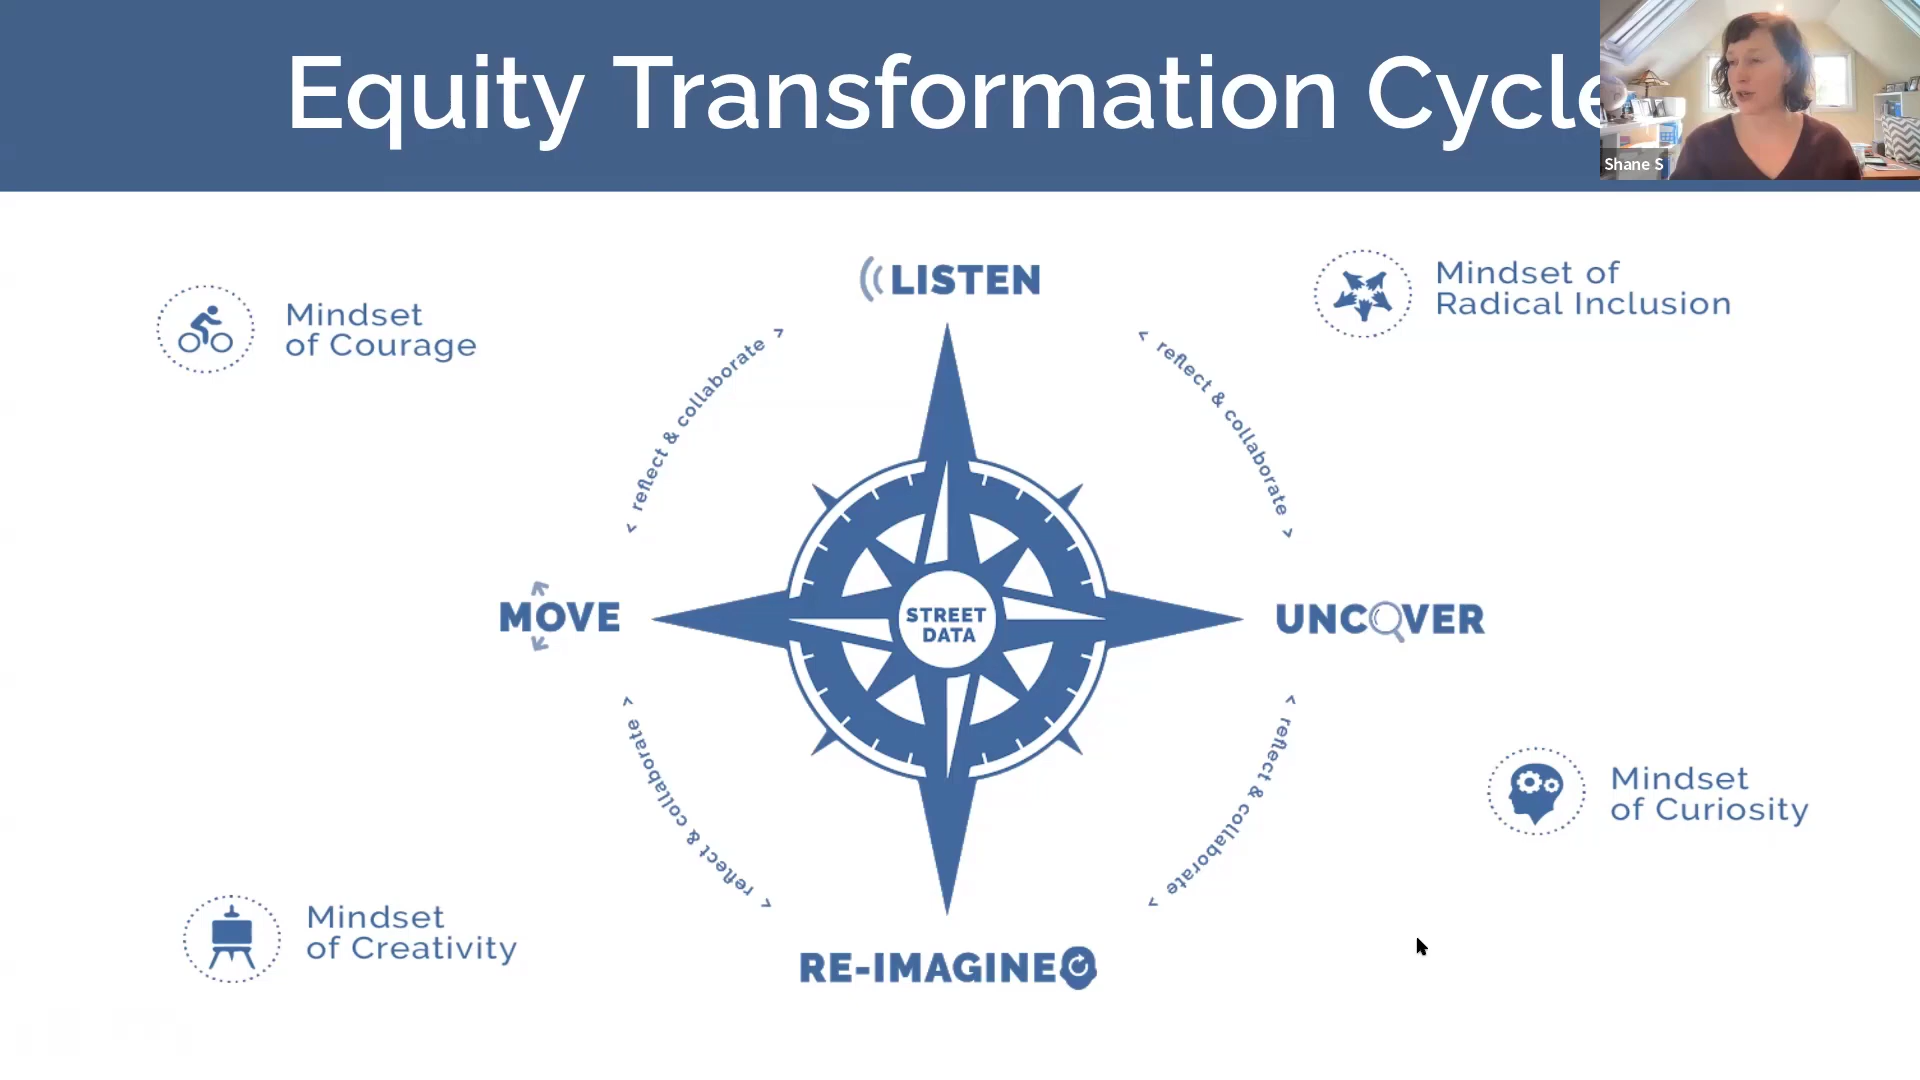 Equity Transformation Cycle
Shane S
LISTEN
Mindset of
Radical Inclusion
Mindset
of Courage
< reflect & collaborate >
< reflect & collaborate >
MOVE
STREET
DATA
UNCOVER
< reflect & collaborate >
< reflect & collaborate >
Mindset
of Curiosity
Mindset
of Creativity
RE-IMAGINE